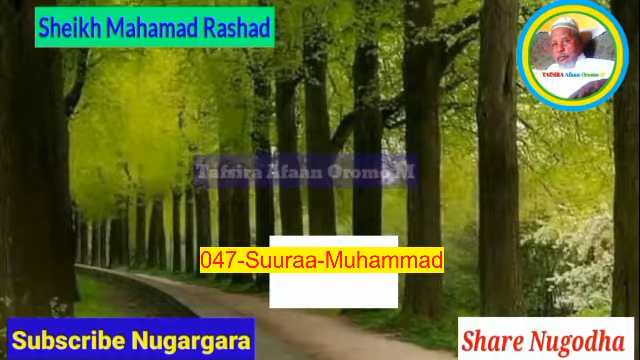 Sheikh Mahamad Rashad
TAFSIRA Afaan Oromo
Tafsira Afaan Oromo M
047-Suuraa-Muhammad
Subscribe Nugargara
Share Nugodha